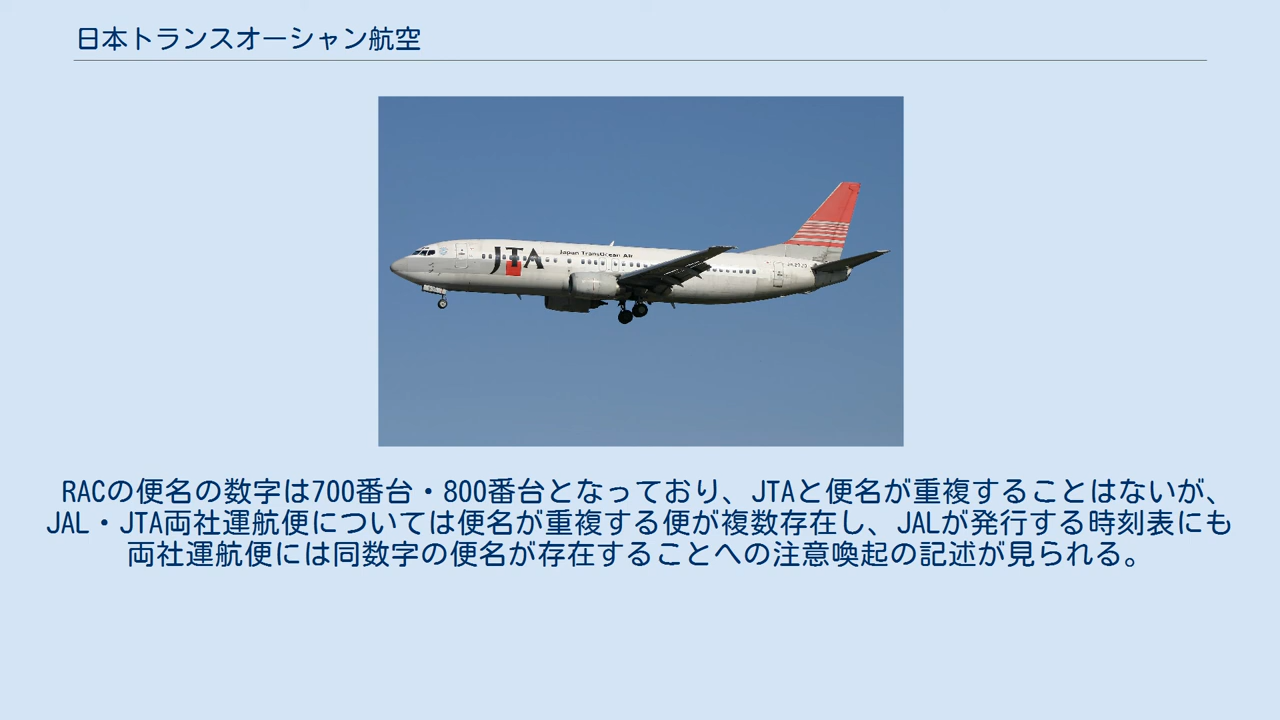 日本トランスオーシャン航空
JTA
Japan TransOcean Air
RACの便名の数字は700番台・800番台となっており、JTAと便名が重複することはないが、
JAL・JTA両社運航便については便名が重複する便が複数存在し、JALが発行する時刻表にも
両社運航便には同数字の便名が存在することへの注意喚起の記述が見られる。